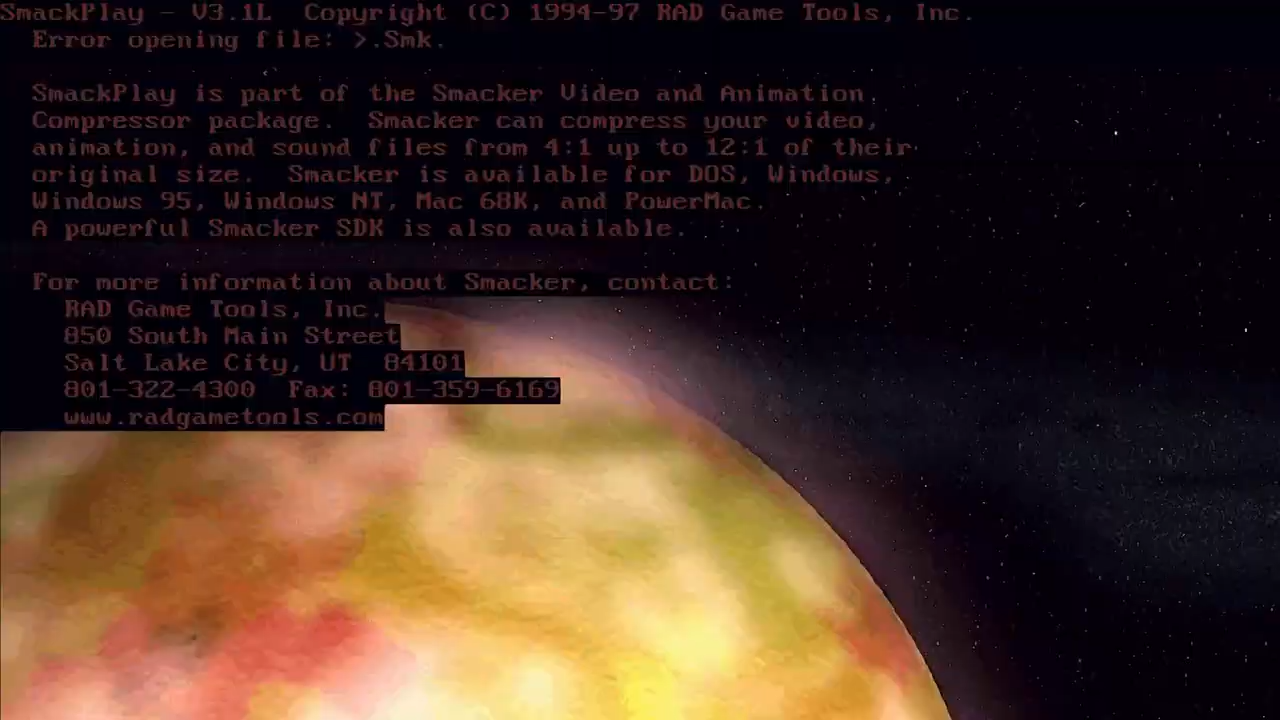 SmackPlay - V3.1L  Copyright (C) 1994-97 RAD Game Tools, Inc.
Error opening file: >.Smk.
SmackPlay is part of the Smacker Video and Animation
Compressor package.  Smacker can compress your video,
animation, and sound files from 4:1 up to 12:1 of their
original size.  Smacker is available for DOS, Windows,
Windows 95, Windows NT, Mac 68K, and PowerMac.
A powerful Smacker SDK is also available.
For more information about Smacker, contact:
RAD Game Tools, Inc.
850 South Main Street
Salt Lake City, UT  84101
801-322-4300  Fax: 801-359-6169
www.radgametools.com